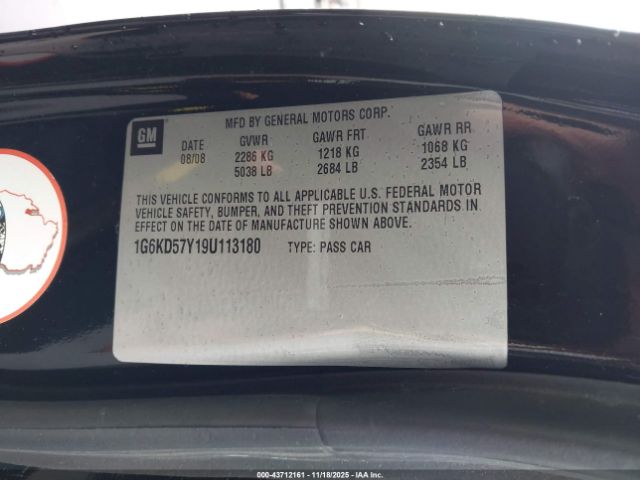 MFD BY GENERAL MOTORS CORP.
GM
DATE GVWR GAWR FRT GAWR RR
08/08 2286 KG 1218 KG 1068 KG
5038 LB 2684 LB 2354 LB
THIS VEHICLE CONFORMS TO ALL APPLICABLE U.S. FEDERAL MOTOR
VEHICLE SAFETY, BUMPER, AND THEFT PREVENTION STANDARDS IN
EFFECT ON THE DATE OF MANUFACTURE SHOWN ABOVE.
1G6KD57Y19U113180 TYPE: PASS CAR
000-43712161 - 11/18/2025 - IAAI.COM